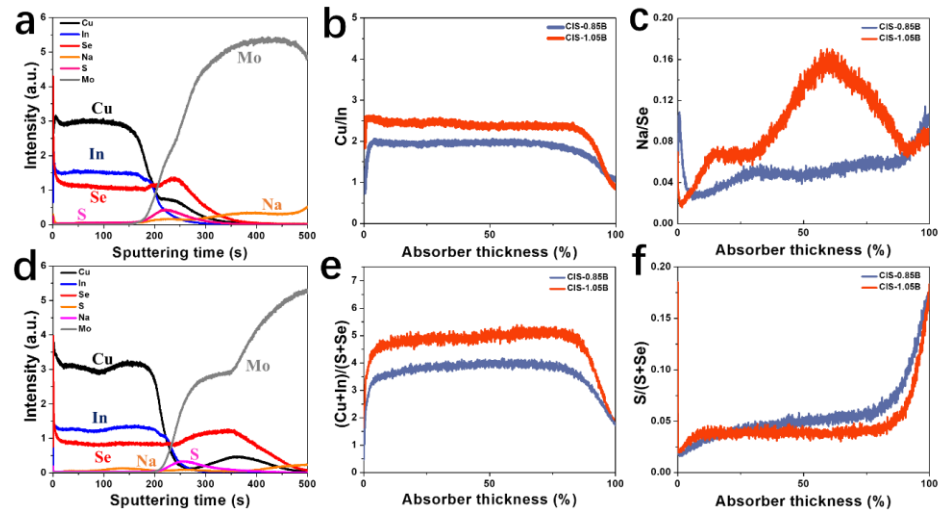 a
Cu
In
Se
Na
S
Mo
Mo
Cu
In
Se
S
Na
Intensity (a.u.)
6
5
4
3
2
1
0
0
100
200
300
400
500
Sputtering time (s)
b
CIS-0.85B
CIS-1.05B
Cu/In
4
3
2
1
0
0
50
100
Absorber thickness (%)
c
CIS-0.85B
CIS-1.05B
Na/Se
0.20
0.16
0.12
0.08
0.04
0.00
0
50
100
Absorber thickness (%)
d
Cu
In
Se
S
Na
Mo
Cu
Mo
In
Se
Na
S
Intensity (a.u.)
6
5
4
3
2
1
0
0
100
200
300
400
500
Sputtering time (s)
e
CIS-0.85B
CIS-1.05B
(Cu+In)/(S+Se)
8
7
6
5
4
3
2
1
0
0
50
100
Absorber thickness (%)
f
CIS-0.85B
CIS-1.05B
S/(S+Se)
0.20
0.15
0.10
0.05
0.00
0
50
100
Absorber thickness (%)